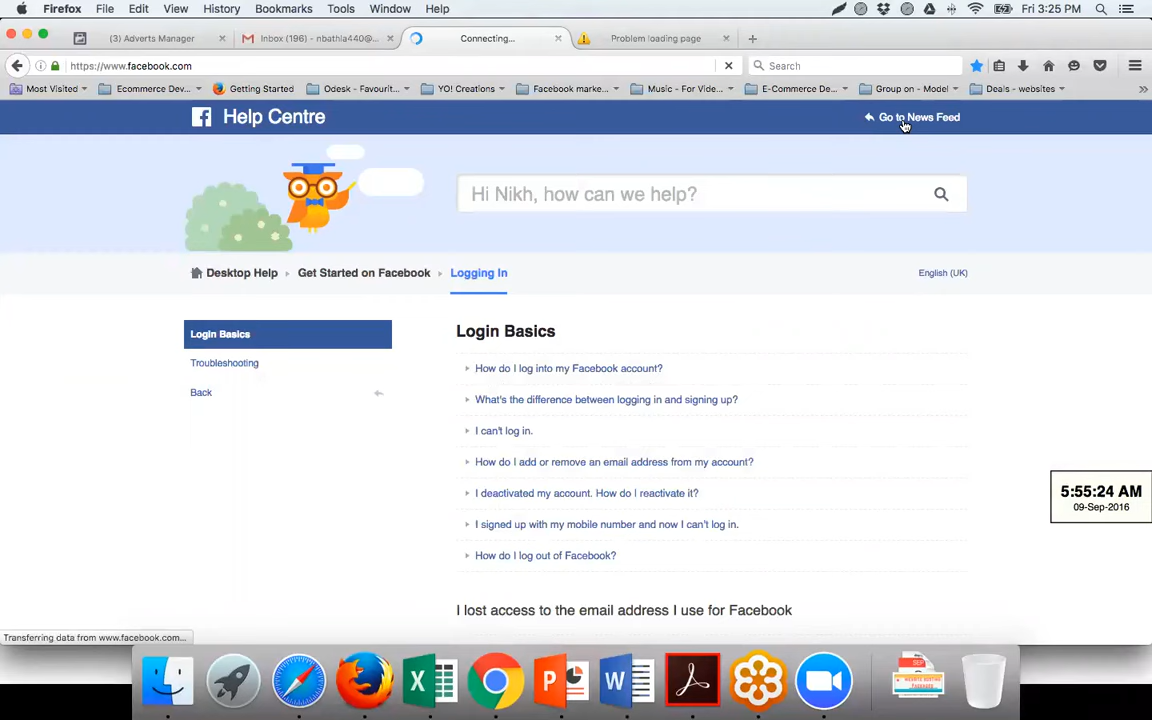 Firefox File Edit View History Bookmarks Tools Window Help Fri 3:25 PM
(3) Adverts Manager Inbox (196) - nbathla440@... Connecting... Problem loading page
https://www.facebook.com Search
Most Visited Ecommerce Dev... Getting Started Odesk - Favourit... YO! Creations Facebook marke... Music - For Vide... E-Commerce De... Group on - Model Deals - websites
Help Centre Go to News Feed
Hi Nikh, how can we help?
Desktop Help Get Started on Facebook Logging In English (UK)
Login Basics
Troubleshooting
Back
Login Basics
How do I log into my Facebook account?
What's the difference between logging in and signing up?
I can't log in.
How do I add or remove an email address from my account?
I deactivated my account. How do I reactivate it?
I signed up with my mobile number and now I can't log in.
How do I log out of Facebook?
I lost access to the email address I use for Facebook
5:55:24 AM
09-Sep-2016
Transferring data from www.facebook.com...